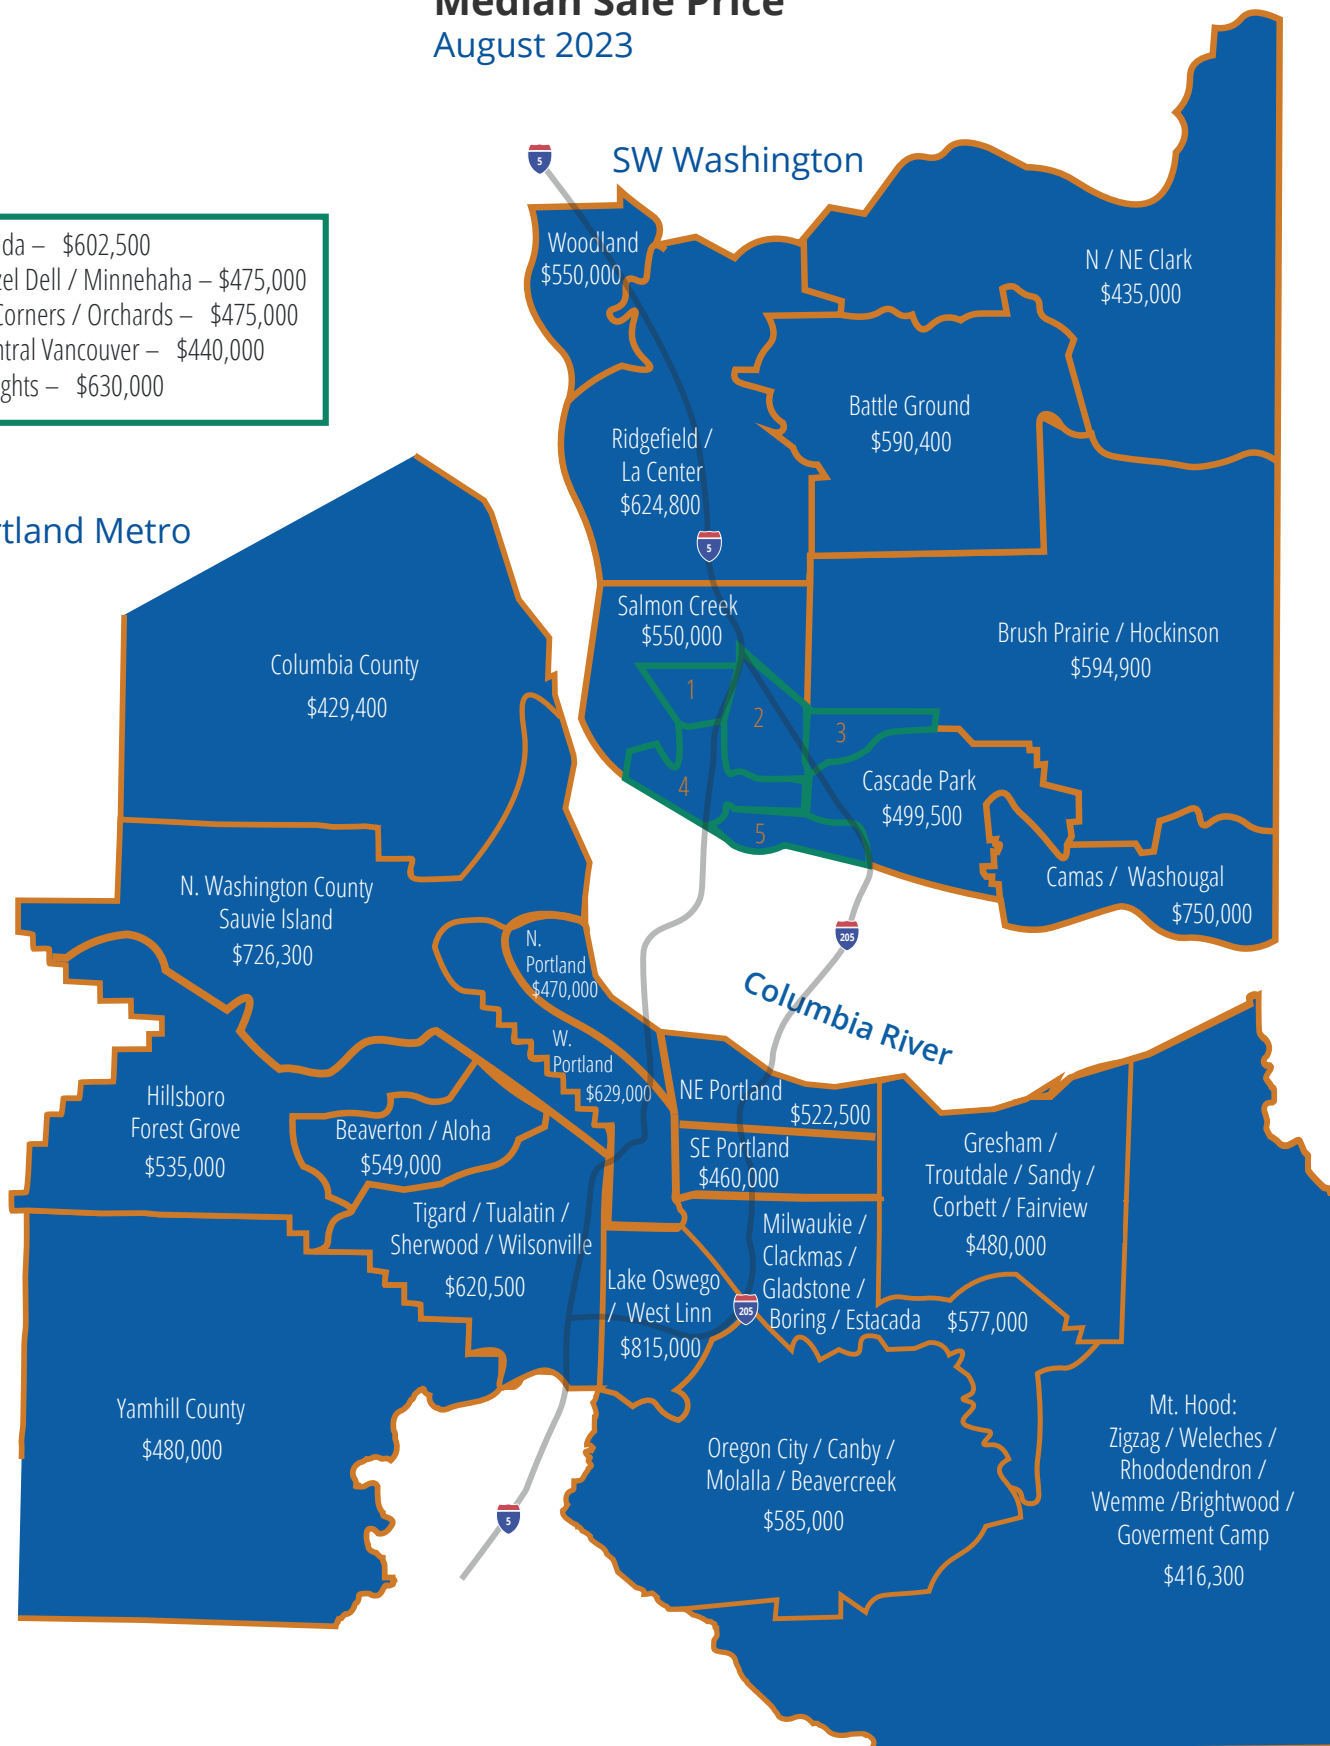 Median Sale Price
August 2023
SW Washington
da – $602,500
zel Dell / Minnehaha – $475,000
Corners / Orchards – $475,000
ntral Vancouver – $440,000
ghts – $630,000
rtland Metro
5
Woodland
$550,000
N / NE Clark
$435,000
Battle Ground
$590,400
Ridgefield /
La Center
$624,800
5
Salmon Creek
$550,000
Brush Prairie / Hockinson
$594,900
1
2
3
4
5
Cascade Park
$499,500
Camas / Washougal
$750,000
205
Columbia River
Columbia County
$429,400
N. Washington County
Sauvie Island
$726,300
N.
Portland
$470,000
W.
Portland
$629,000
NE Portland
$522,500
SE Portland
$460,000
Hillsboro
Forest Grove
$535,000
Beaverton / Aloha
$549,000
Tigard / Tualatin /
Sherwood / Wilsonville
$620,500
Lake Oswego
/ West Linn
$815,000
205
Milwaukie /
Clackmas /
Gladstone /
Boring / Estacada $577,000
Gresham /
Troutdale / Sandy /
Corbett / Fairview
$480,000
Yamhill County
$480,000
5
Oregon City / Canby /
Molalla / Beavercreek
$585,000
Mt. Hood:
Zigzag / Weleches /
Rhododendron /
Wemme /Brightwood /
Goverment Camp
$416,300